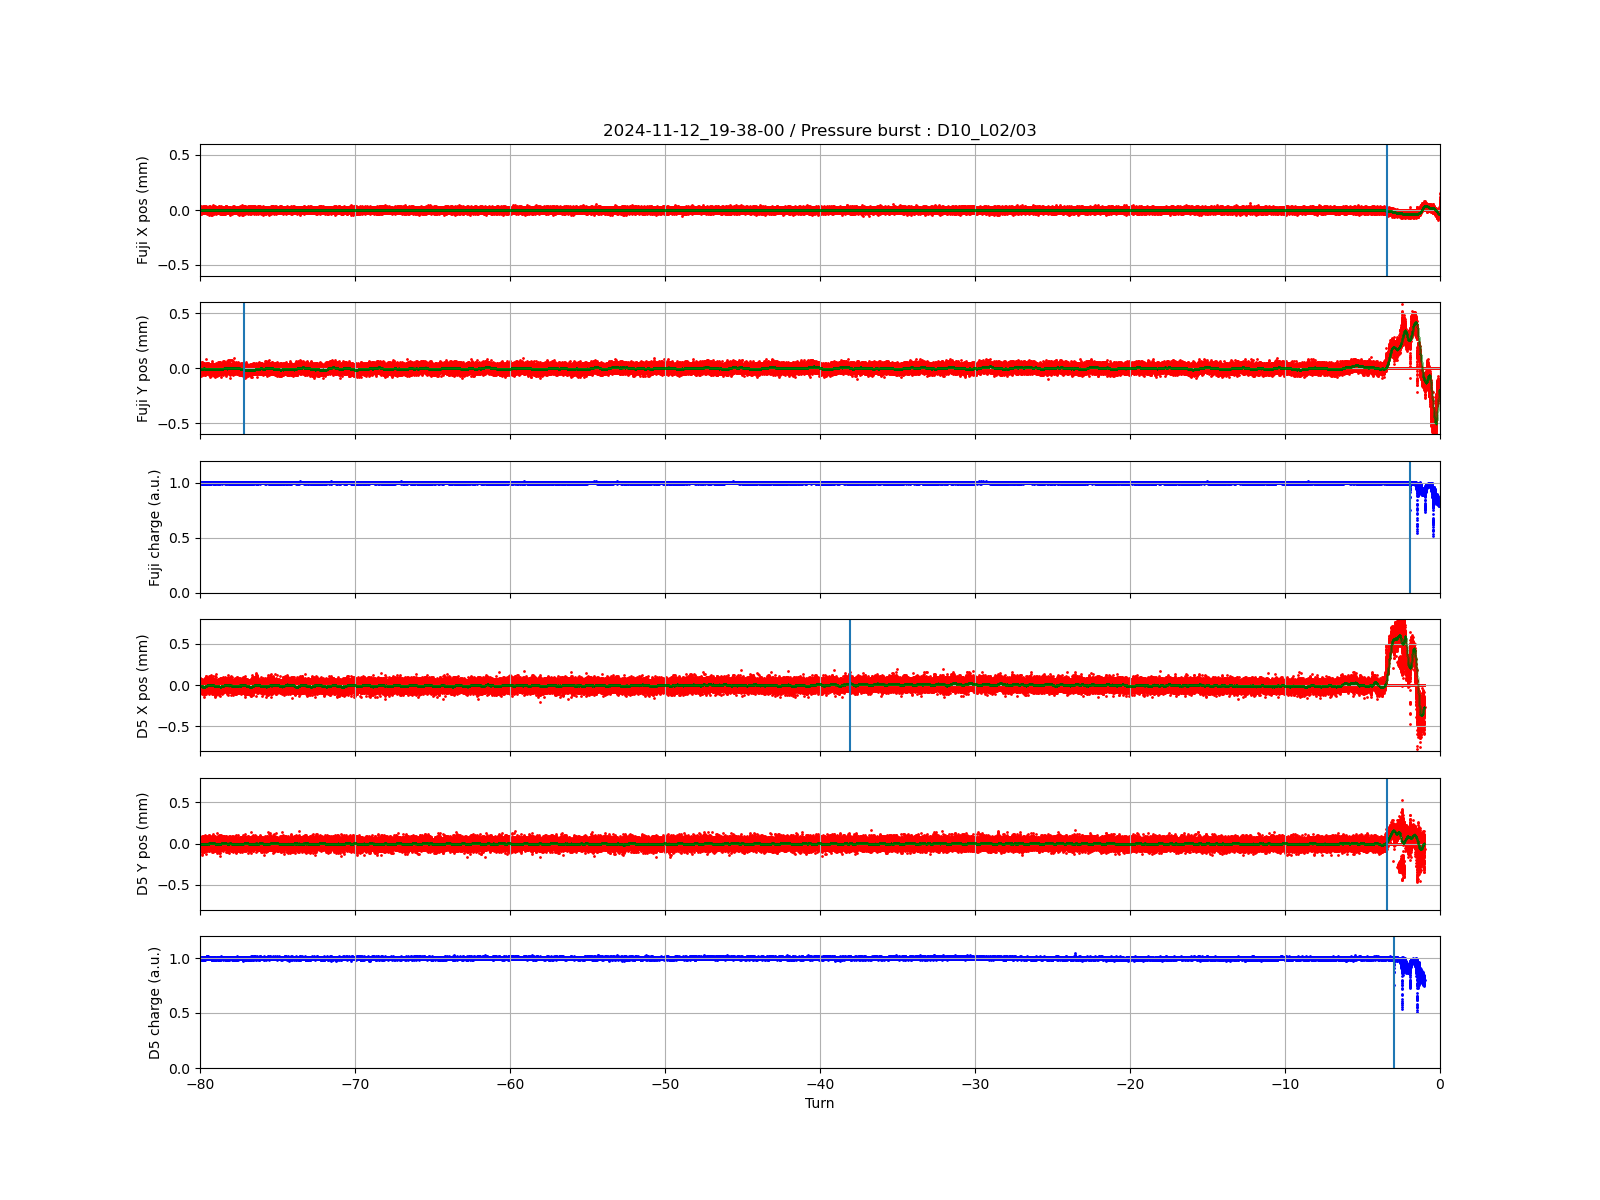 2024-11-12_19-38-00 / Pressure burst : D10_L02/03
Fuji X pos (mm)
0.5
0.0
−0.5
Fuji Y pos (mm)
0.5
0.0
−0.5
Fuji charge (a.u.)
1.0
0.5
0.0
D5 X pos (mm)
0.5
0.0
−0.5
D5 Y pos (mm)
0.5
0.0
−0.5
D5 charge (a.u.)
1.0
0.5
0.0
−80 −70 −60 −50 −40 −30 −20 −10 0
Turn